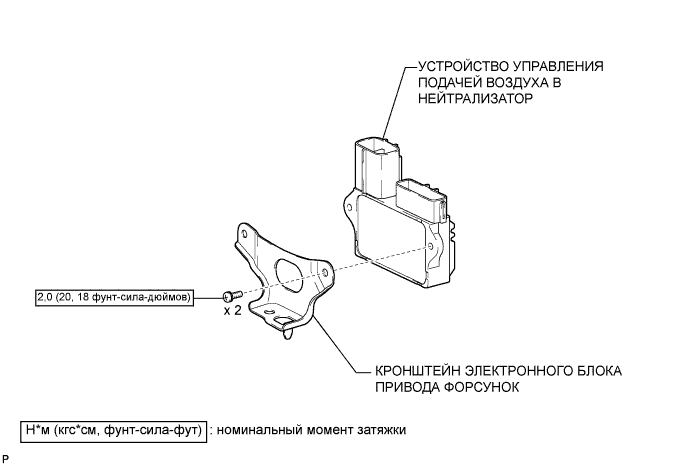 УСТРОЙСТВО УПРАВЛЕНИЯ
ПОДАЧЕЙ ВОЗДУХА В
НЕЙТРАЛИЗАТОР
2,0 (20, 18 фунт-сила-дюймов)
x 2
КРОНШТЕЙН ЭЛЕКТРОННОГО БЛОКА
ПРИВОДА ФОРСУНОК
Н*м (кгс*см, фунт-сила-фут) : номинальный момент затяжки
P